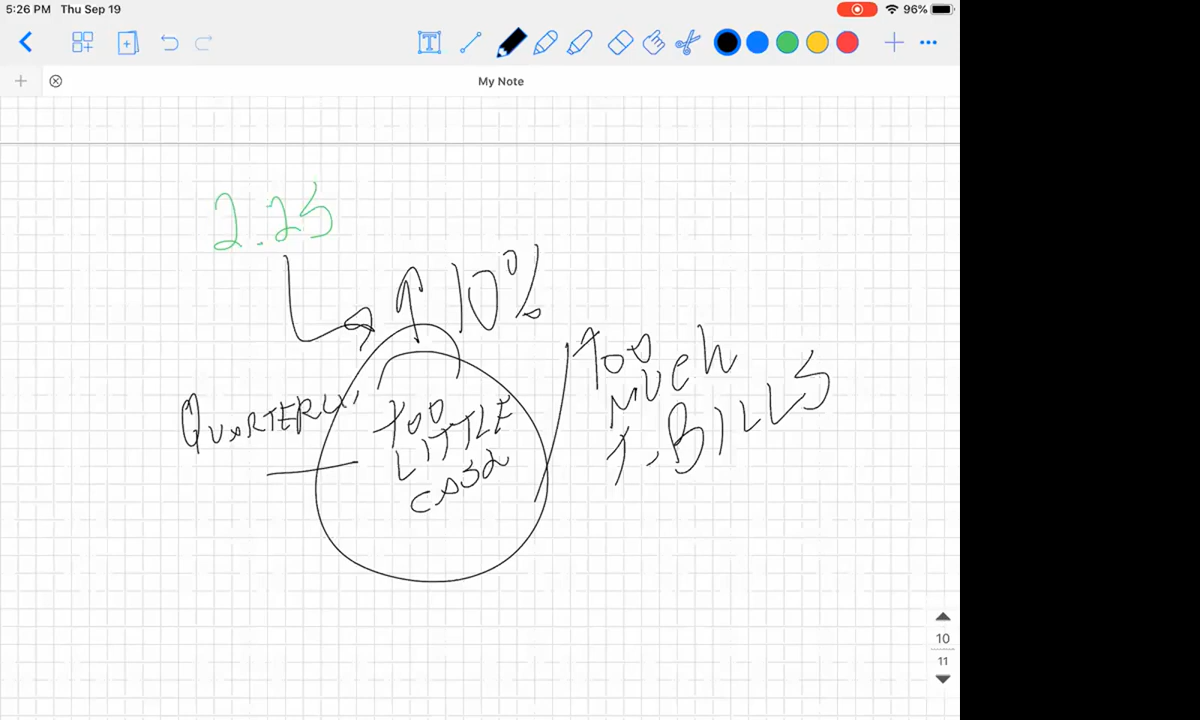 5:26 PM Thu Sep 19
96%
My Note
2.25
10%
QUARTERLY
TOO
LITTLE
CASH
TOO
MUCH
T.BILLS
10
11